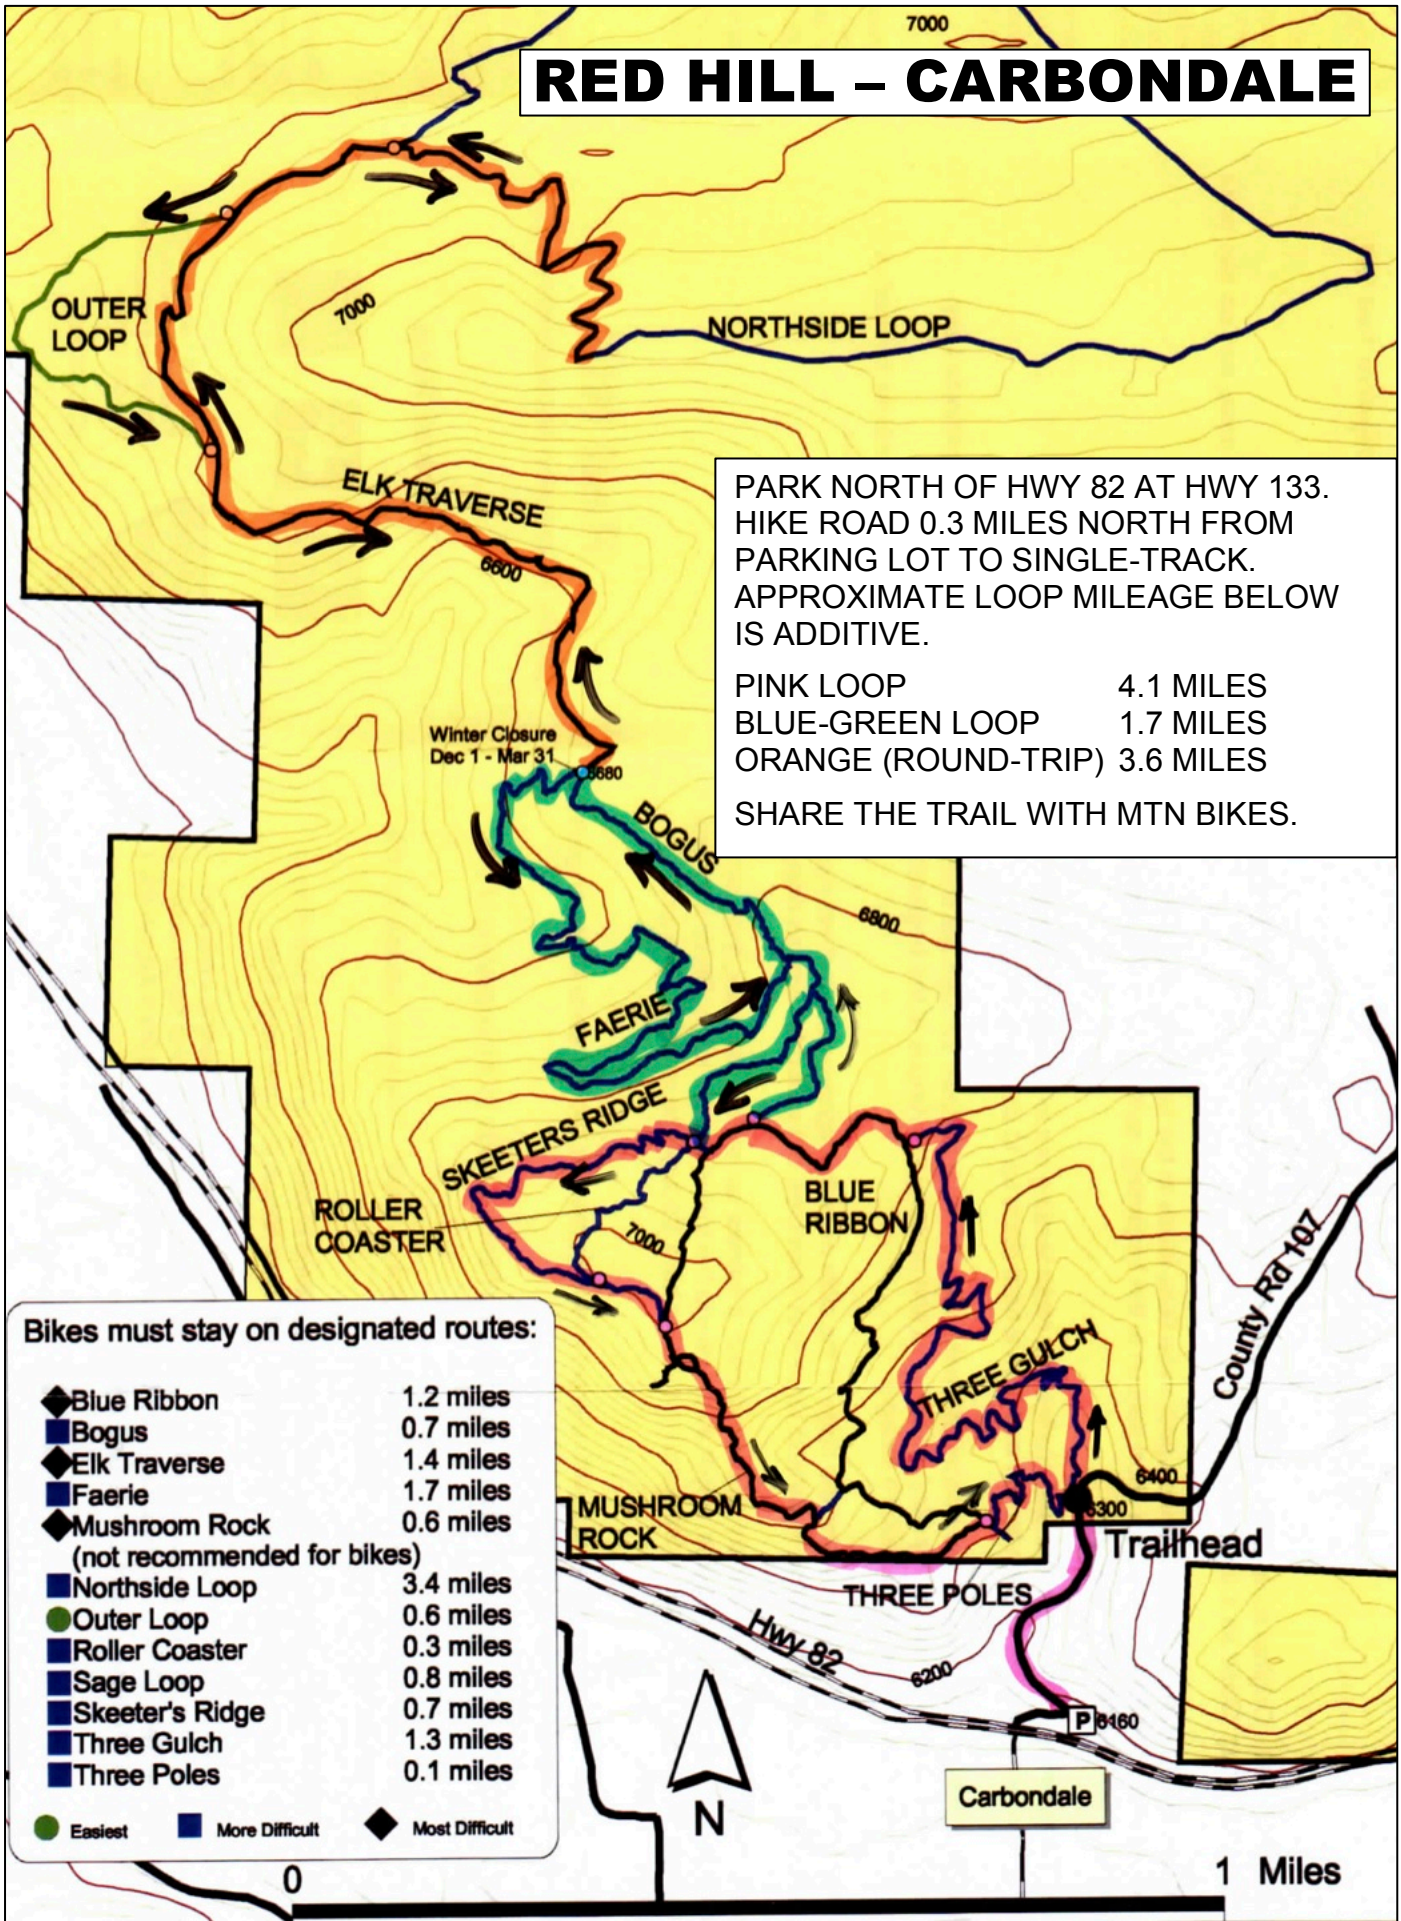 7000
RED HILL – CARBONDALE
OUTER
LOOP
7000
NORTHSIDE LOOP
ELK TRAVERSE
6600
PARK NORTH OF HWY 82 AT HWY 133.
HIKE ROAD 0.3 MILES NORTH FROM
PARKING LOT TO SINGLE-TRACK.
APPROXIMATE LOOP MILEAGE BELOW
IS ADDITIVE.
PINK LOOP 4.1 MILES
BLUE-GREEN LOOP 1.7 MILES
ORANGE (ROUND-TRIP) 3.6 MILES
SHARE THE TRAIL WITH MTN BIKES.
Winter Closure
Dec 1 - Mar 31
6680
BOGUS
6800
FAERIE
SKEETERS RIDGE
ROLLER
COASTER
BLUE
RIBBON
7000
County Rd 107
THREE GULCH
Bikes must stay on designated routes:
Blue Ribbon 1.2 miles
Bogus 0.7 miles
Elk Traverse 1.4 miles
Faerie 1.7 miles
Mushroom Rock 0.6 miles
(not recommended for bikes)
Northside Loop 3.4 miles
Outer Loop 0.6 miles
Roller Coaster 0.3 miles
Sage Loop 0.8 miles
Skeeter's Ridge 0.7 miles
Three Gulch 1.3 miles
Three Poles 0.1 miles
Easiest More Difficult Most Difficult
MUSHROOM
ROCK
6400
6300
Trailhead
THREE POLES
Hwy 82
6200
P 6160
Carbondale
N
0 1 Miles